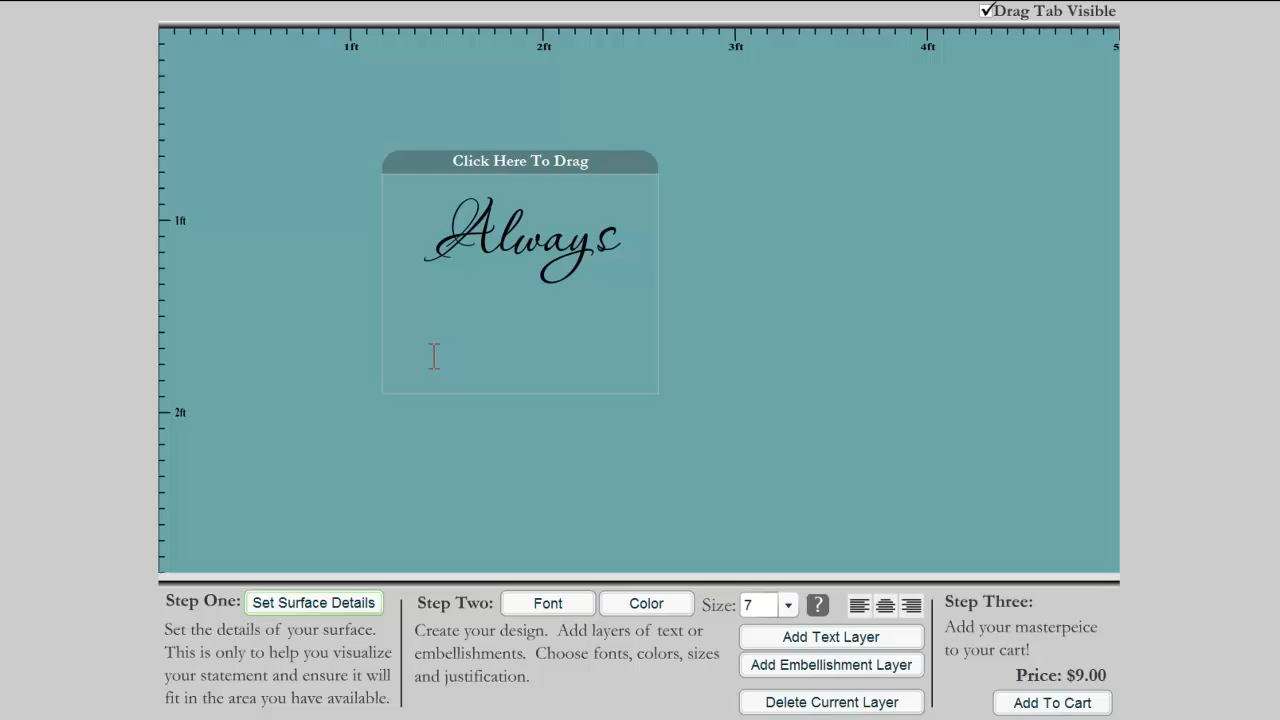 Drag Tab Visible
1ft 2ft 3ft 4ft 5
Click Here To Drag
Always
1ft
2ft
Step One: Set Surface Details
Set the details of your surface.
This is only to help you visualize
your statement and ensure it will
fit in the area you have available.
Step Two: Font Color Size: 7 ?
Create your design. Add layers of text or
embellishments. Choose fonts, colors, sizes
and justification.
Add Text Layer
Add Embellishment Layer
Delete Current Layer
Step Three:
Add your masterpeice
to your cart!
Price: $9.00
Add To Cart